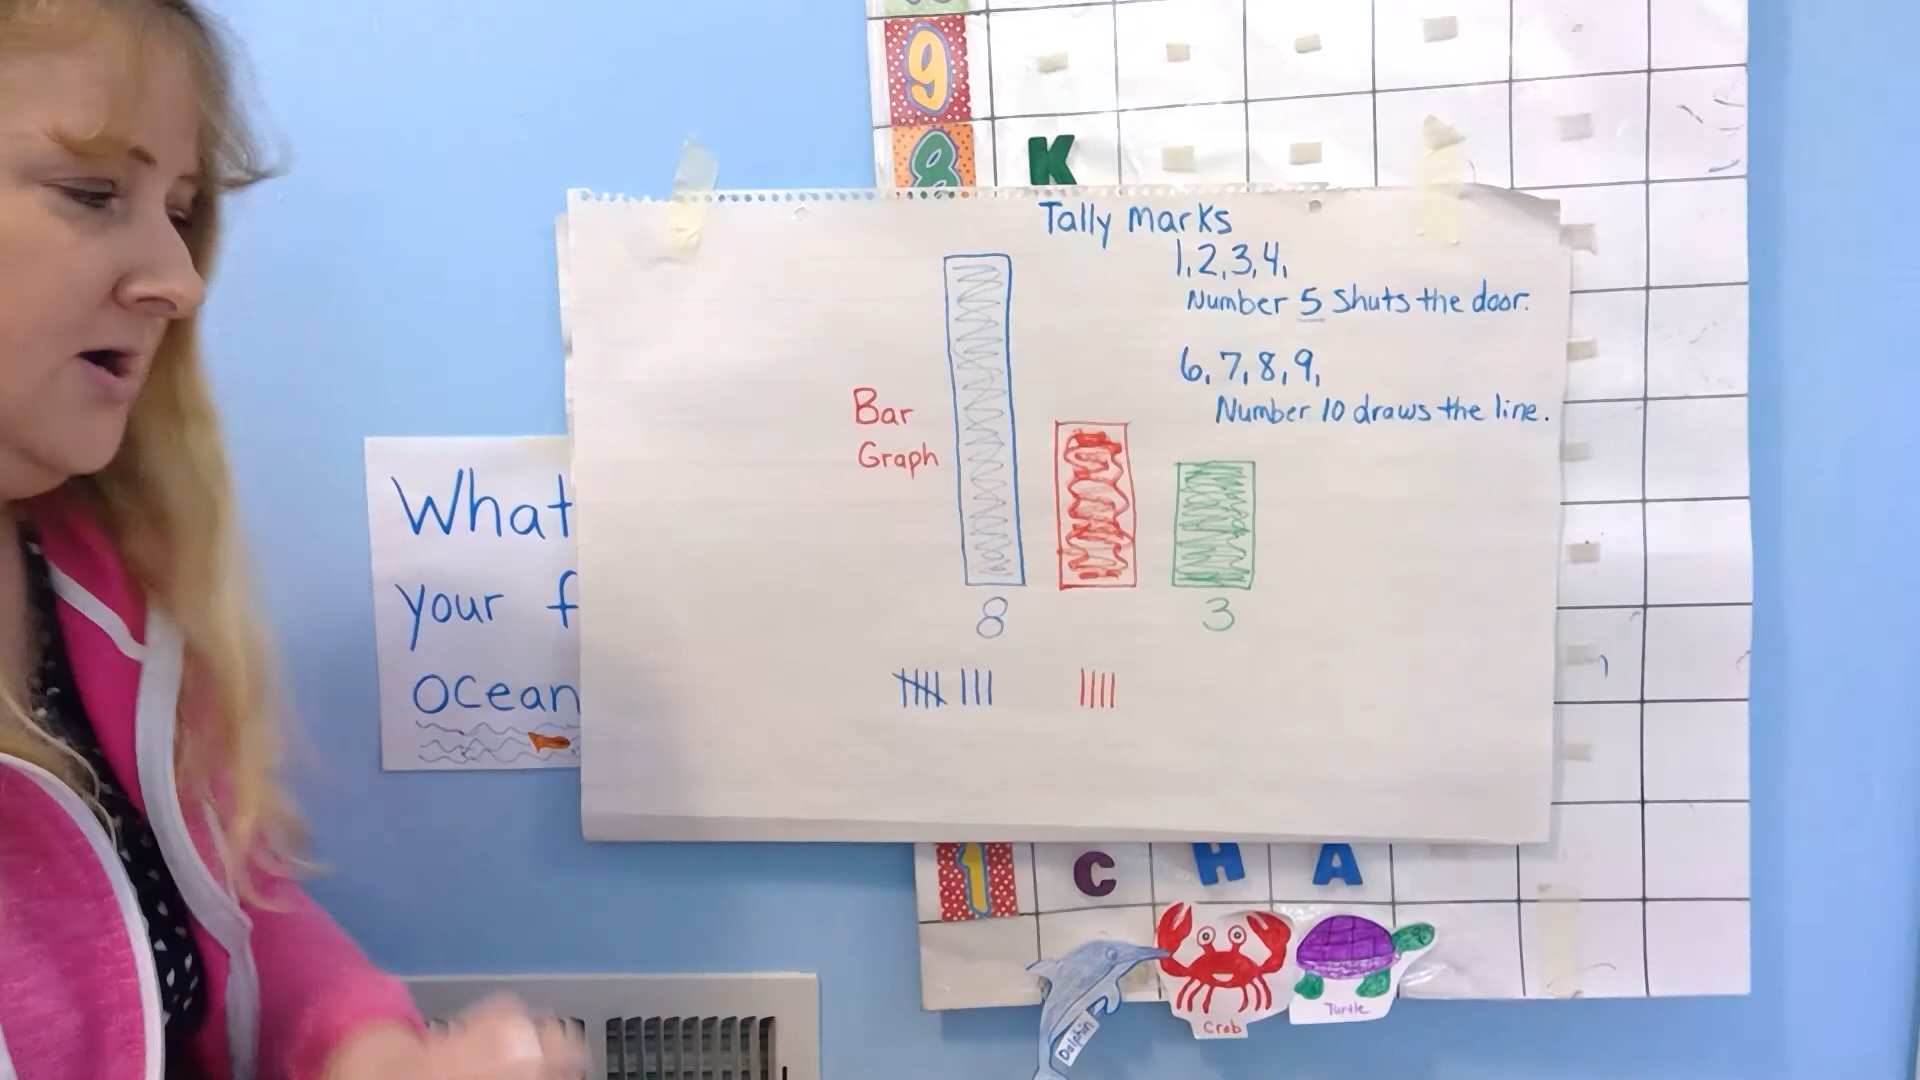 9
8 K
Tally Marks
1, 2, 3, 4,
Number 5 Shuts the door.
6, 7, 8, 9,
Number 10 draws the line.
Bar
Graph
8
3
What
your f
ocean
1 C H A
Dolphin
Crab
Turtle